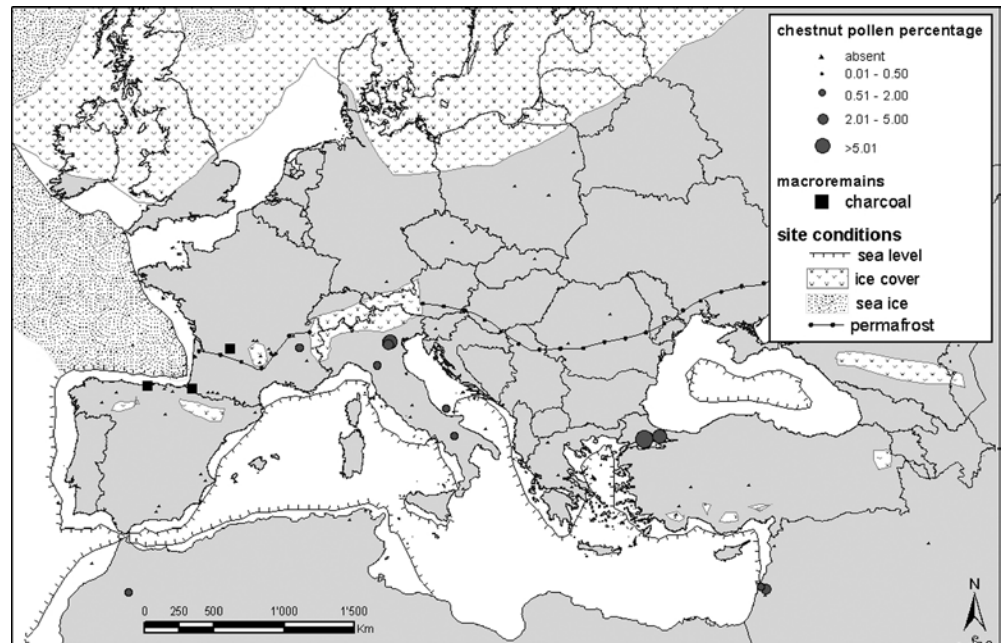 chestnut pollen percentage
absent
0.01 - 0.50
0.51 - 2.00
2.01 - 5.00
>5.01
macroremains
charcoal
site conditions
sea level
ice cover
sea ice
permafrost
0 250 500 1'000 1'500
Km
N